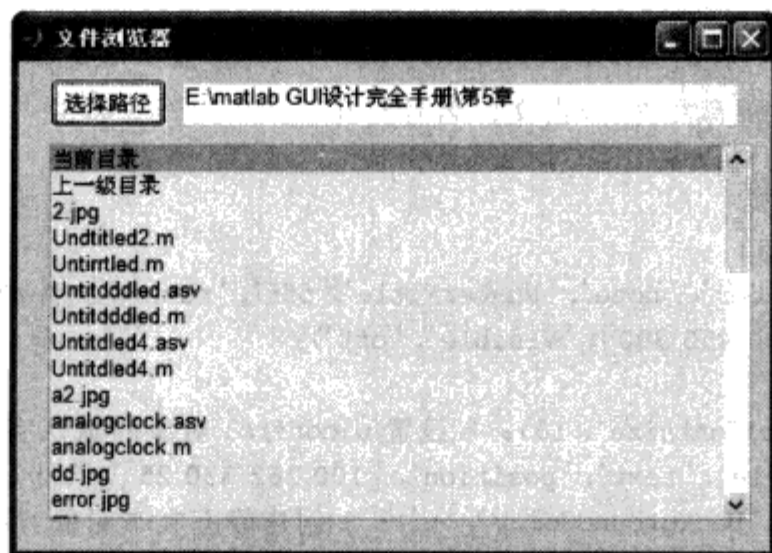 文件浏览器
选择路径 E:\matlab GUI设计完全手册\第5章
当前目录
上一级目录
2.jpg
Undtitled2.m
Untirrtled.m
Untitdddled.asv
Untitdddled.m
Untitdled4.asv
Untitdled4.m
a2.jpg
analogclock.asv
analogclock.m
dd.jpg
error.jpg